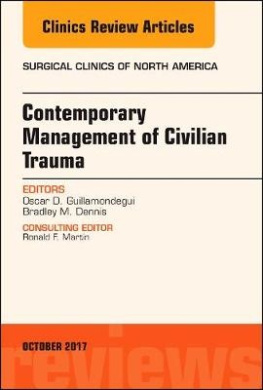 Clinics Review Articles
SURGICAL CLINICS OF NORTH AMERICA
Contemporary
Management of Civilian
Trauma
EDITORS
Oscar D. Guillamondegui
Bradley M. Dennis
CONSULTING EDITOR
Ronald F. Martin
OCTOBER 2017
reviews